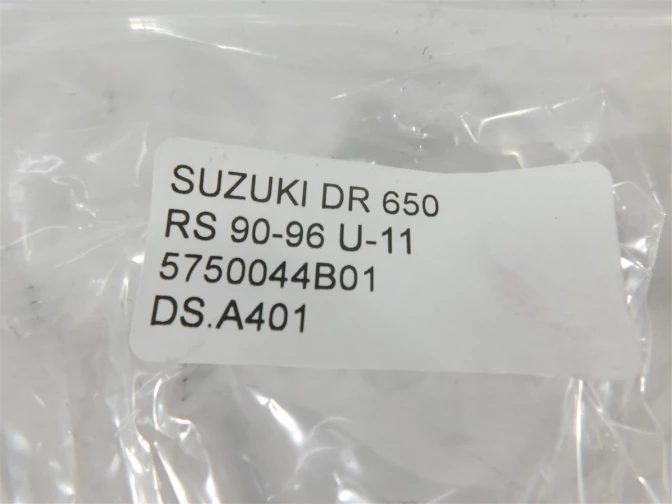 SUZUKI DR 650
RS 90-96 U-11
5750044B01
DS.A401